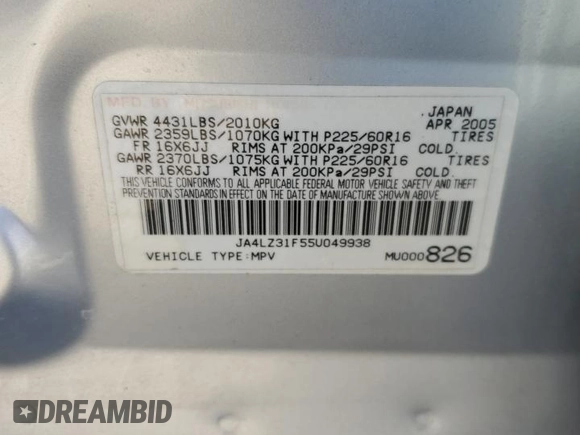 MFD BY MITSUBISHI
JAPAN
GVWR 4431LBS/2010KG APR 2005
GAWR 2359LBS/1070KG WITH P225/60R16 TIRES
FR 16X6JJ RIMS AT 200KPa/29PSI COLD.
GAWR 2370LBS/1075KG WITH P225/60R16 TIRES
RR 16X6JJ RIMS AT 200KPa/29PSI COLD.
THIS VEHICLE CONFORMS TO ALL APPLICABLE FEDERAL MOTOR VEHICLE SAFETY AND THEFT
PREVENTION STANDARDS IN EFFECT ON THE DATE OF MANUFACTURE SHOWN ABOVE.
JA4LZ31F55U049938
VEHICLE TYPE:MPV MU000826
DREAMBID